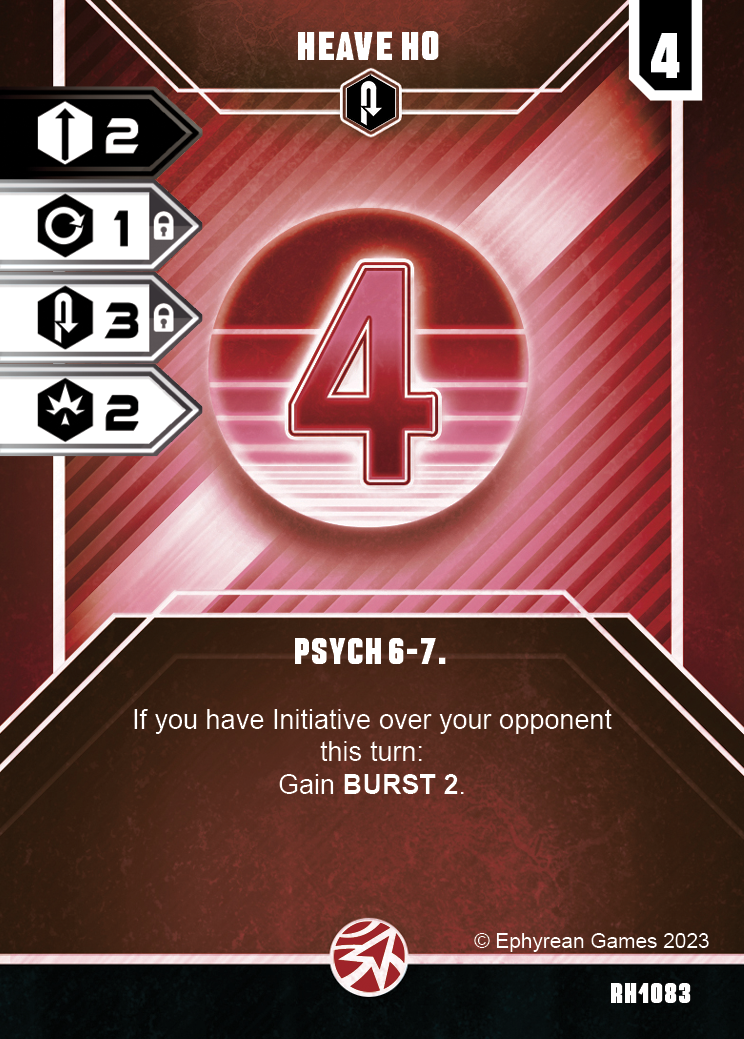 HEAVE HO
4
2
1
3
2
4
PSYCH 6-7.
If you have Initiative over your opponent
this turn:
Gain BURST 2.
© Ephyrean Games 2023
RH1083